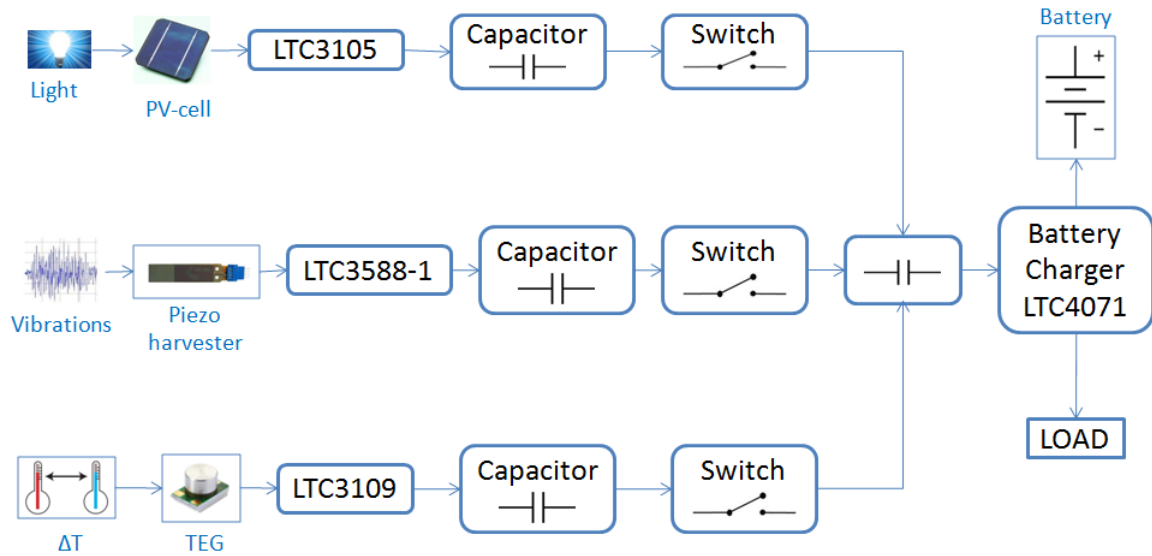 Battery
LTC3105
Capacitor
Switch
Light
PV-cell
+
−
LTC3588-1
Capacitor
Switch
Battery
Charger
LTC4071
Vibrations
Piezo
harvester
LTC3109
Capacitor
Switch
LOAD
ΔT
TEG